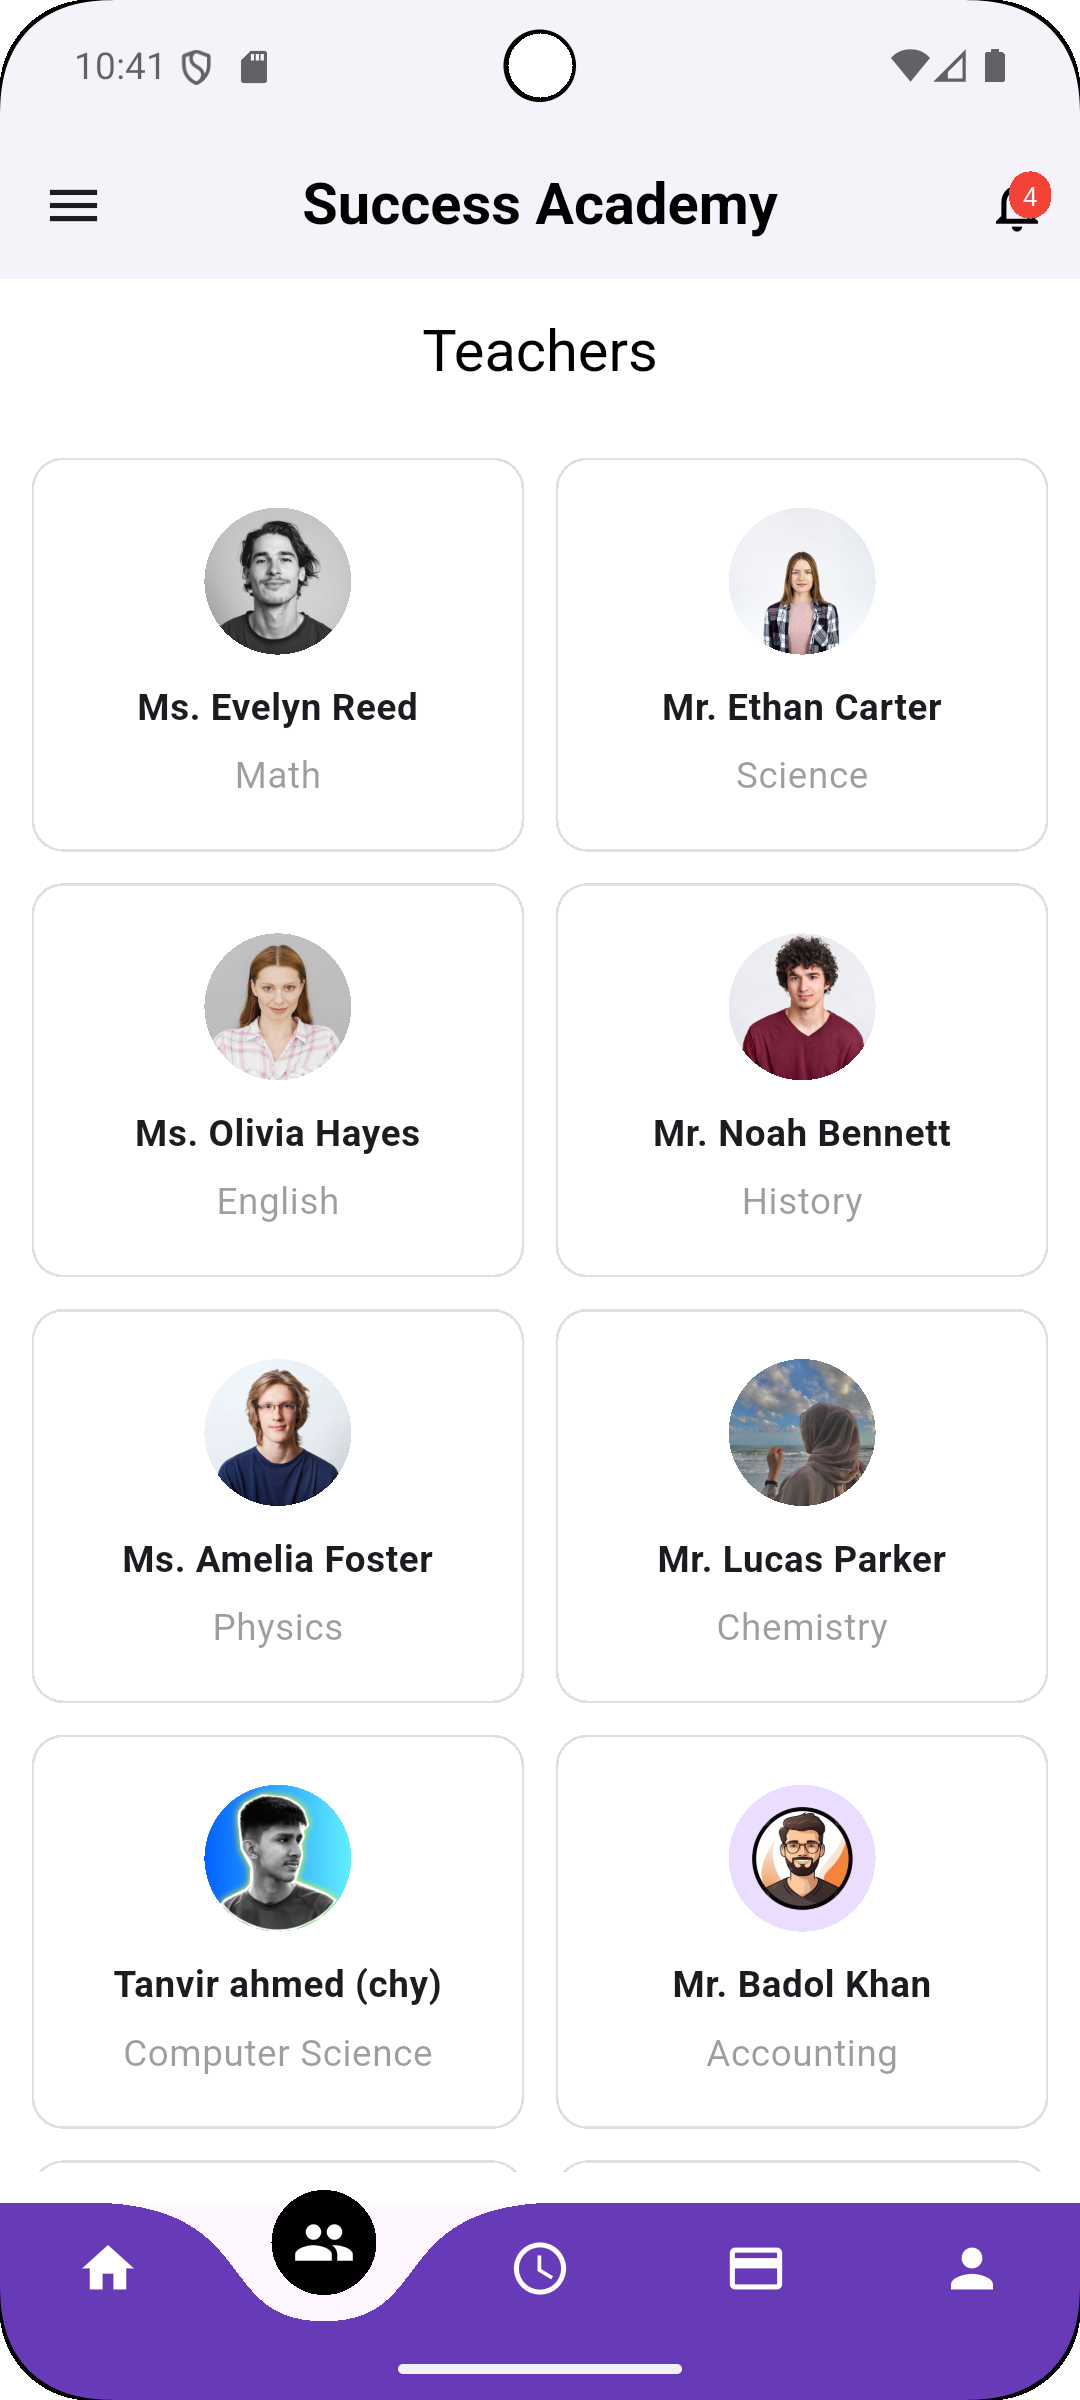 10:41
Success Academy
4
Teachers
Ms. Evelyn Reed
Math
Mr. Ethan Carter
Science
Ms. Olivia Hayes
English
Mr. Noah Bennett
History
Ms. Amelia Foster
Physics
Mr. Lucas Parker
Chemistry
Tanvir ahmed (chy)
Computer Science
Mr. Badol Khan
Accounting